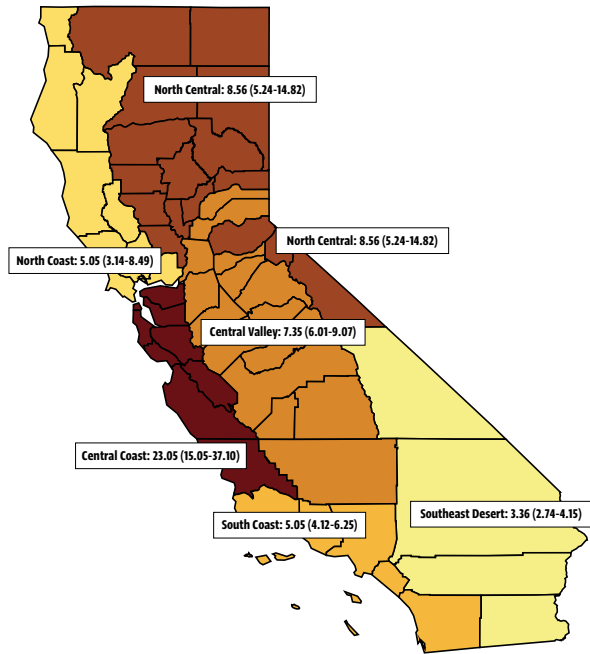 North Central: 8.56 (5.24-14.82)
North Central: 8.56 (5.24-14.82)
North Coast: 5.05 (3.14-8.49)
Central Valley: 7.35 (6.01-9.07)
Central Coast: 23.05 (15.05-37.10)
Southeast Desert: 3.36 (2.74-4.15)
South Coast: 5.05 (4.12-6.25)